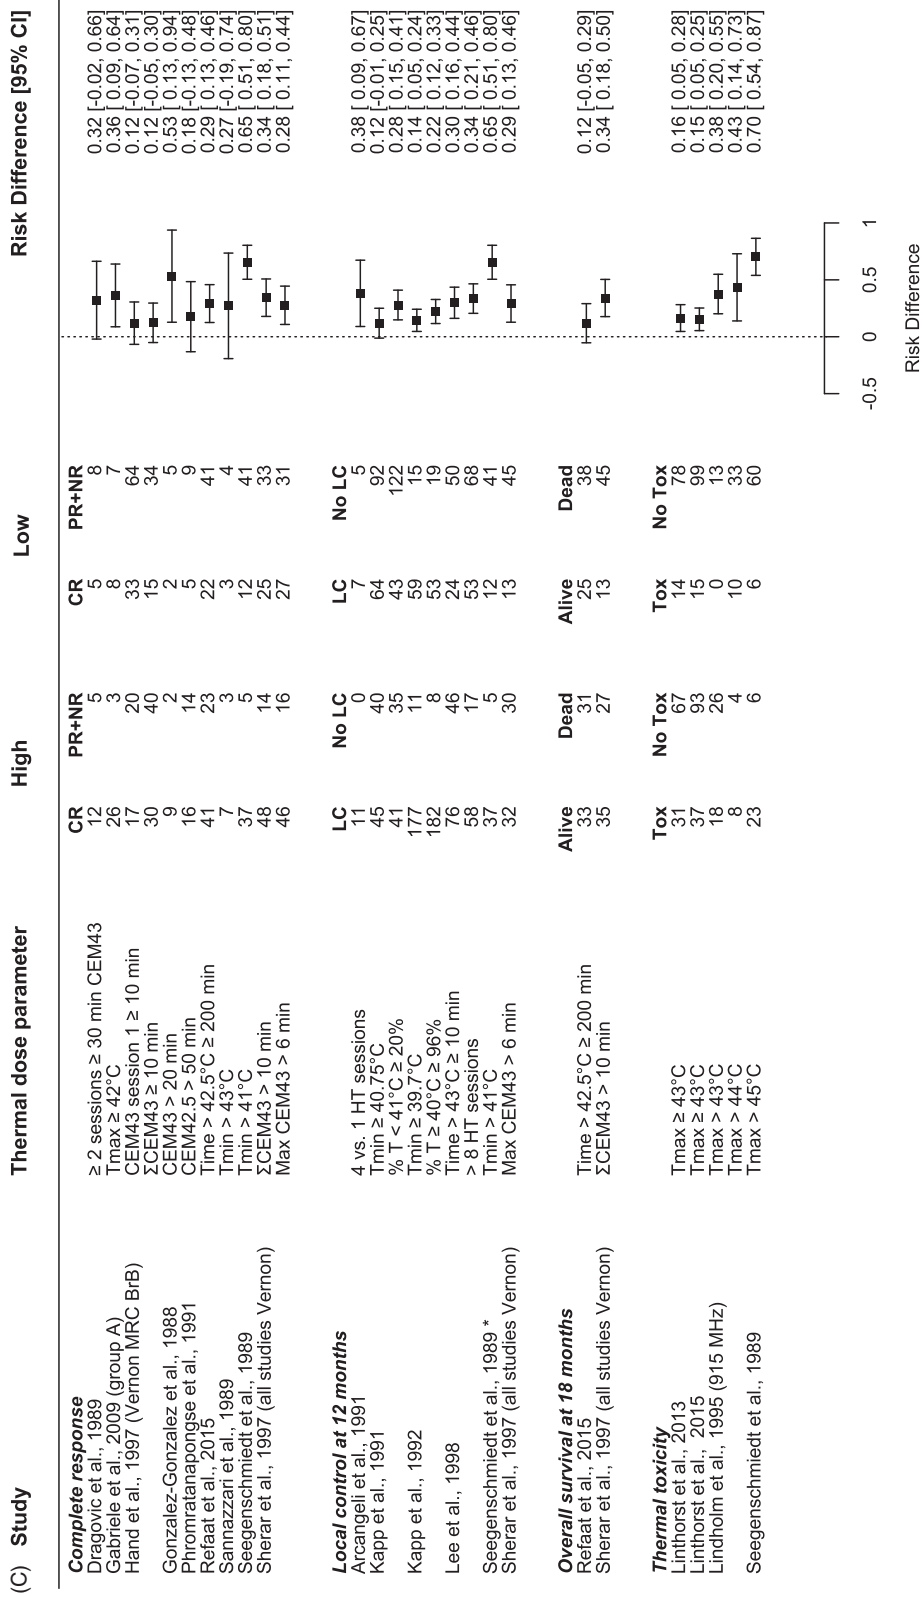 (C) Study Thermal dose parameter High Low Risk Difference [95% CI]
Complete response CR PR+NR CR PR+NR
Dragovic et al., 1989 ≥ 2 sessions ≥ 30 min CEM43 12 5 5 8 0.32 [-0.02, 0.66]
Gabriele et al., 2009 (group A) Tmax ≥ 42°C 26 3 8 7 0.36 [ 0.09, 0.64]
Hand et al., 1997 (Vernon MRC BrB) CEM43 session 1 ≥ 10 min 17 20 33 64 0.12 [-0.07, 0.31]
ΣCEM43 ≥ 10 min 30 40 15 34 0.12 [-0.05, 0.30]
Gonzalez-Gonzalez et al., 1988 CEM43 > 20 min 9 2 2 5 0.53 [ 0.13, 0.94]
Phromratanapongse et al., 1991 CEM42.5 > 50 min 16 14 5 9 0.18 [-0.13, 0.48]
Refaat et al., 2015 Time > 42.5°C ≥ 200 min 41 23 22 41 0.29 [ 0.13, 0.46]
Sannazzari et al., 1989 Tmin > 43°C 7 3 3 4 0.27 [-0.19, 0.74]
Seegenschmiedt et al., 1989 Tmin > 41°C 37 5 12 41 0.65 [ 0.51, 0.80]
Sherar et al., 1997 (all studies Vernon) ΣCEM43 > 10 min 48 14 25 33 0.34 [ 0.18, 0.51]
Max CEM43 > 6 min 46 16 27 31 0.28 [ 0.11, 0.44]
Local control at 12 months LC No LC LC No LC
Arcangeli et al., 1991 4 vs. 1 HT sessions 11 0 7 5 0.38 [ 0.09, 0.67]
Kapp et al., 1991 Tmin ≥ 40.75°C 45 40 64 92 0.12 [-0.01, 0.25]
% T < 41°C ≥ 20% 41 35 43 122 0.28 [ 0.15, 0.41]
Kapp et al., 1992 Tmin ≥ 39.7°C 177 11 59 15 0.14 [ 0.05, 0.24]
% T ≥ 40°C ≥ 96% 182 8 53 19 0.22 [ 0.12, 0.33]
Lee et al., 1998 Time > 43°C ≥ 10 min 76 46 24 50 0.30 [ 0.16, 0.44]
> 8 HT sessions 58 17 53 68 0.34 [ 0.21, 0.46]
Seegenschmiedt et al., 1989 * Tmin > 41°C 37 5 12 41 0.65 [ 0.51, 0.80]
Sherar et al., 1997 (all studies Vernon) Max CEM43 > 6 min 32 30 13 45 0.29 [ 0.13, 0.46]
Overall survival at 18 months Alive Dead Alive Dead
Refaat et al., 2015 Time > 42.5°C ≥ 200 min 33 31 25 38 0.12 [-0.05, 0.29]
Sherar et al., 1997 (all studies Vernon) ΣCEM43 > 10 min 35 27 13 45 0.34 [ 0.18, 0.50]
Thermal toxicity Tox No Tox Tox No Tox
Linthorst et al., 2013 Tmax ≥ 43°C 31 67 14 78 0.16 [ 0.05, 0.28]
Linthorst et al., 2015 Tmax ≥ 43°C 37 93 15 99 0.15 [ 0.05, 0.25]
Lindholm et al., 1995 (915 MHz) Tmax > 43°C 18 26 0 13 0.38 [ 0.20, 0.55]
Tmax > 44°C 8 4 10 33 0.43 [ 0.14, 0.73]
Seegenschmiedt et al., 1989 Tmax > 45°C 23 6 6 60 0.70 [ 0.54, 0.87]
-0.5 0 0.5 1
Risk Difference